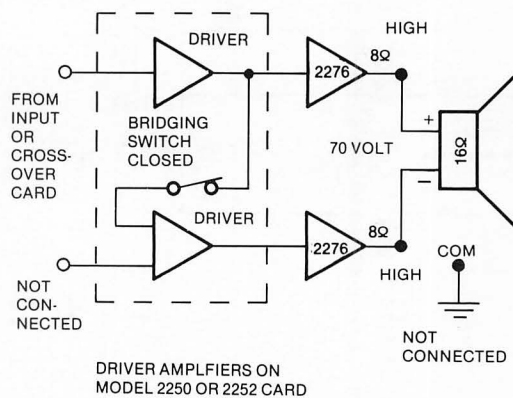 DRIVER
HIGH
8Ω
2276
FROM
INPUT
OR
CROSS-
OVER
CARD
BRIDGING
SWITCH
CLOSED
70 VOLT
+
16Ω
−
DRIVER
8Ω
2276
HIGH
COM
NOT
CON-
NECTED
NOT
CONNECTED
DRIVER AMPLFIERS ON
MODEL 2250 OR 2252 CARD